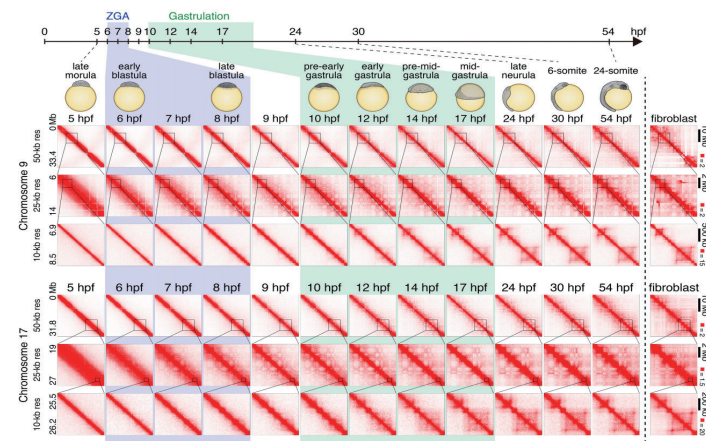 ZGA Gastrulation
0 5 6 7 8 9 10 12 14 17 24 30 54 hpf
late morula
early blastula
late blastula
pre-early gastrula
early gastrula
pre-mid-gastrula
mid-gastrula
late neurula
6-somite
24-somite
5 hpf 6 hpf 7 hpf 8 hpf 9 hpf 10 hpf 12 hpf 14 hpf 17 hpf 24 hpf 30 hpf 54 hpf fibroblast
Chromosome 9
50-kb res
0 Mb
33.4
25-kb res
6
14
10-kb res
6.9
8.5
5 hpf 6 hpf 7 hpf 8 hpf 9 hpf 10 hpf 12 hpf 14 hpf 17 hpf 24 hpf 30 hpf 54 hpf fibroblast
Chromosome 17
50-kb res
0 Mb
31.8
25-kb res
19
27
10-kb res
25.5
26.2